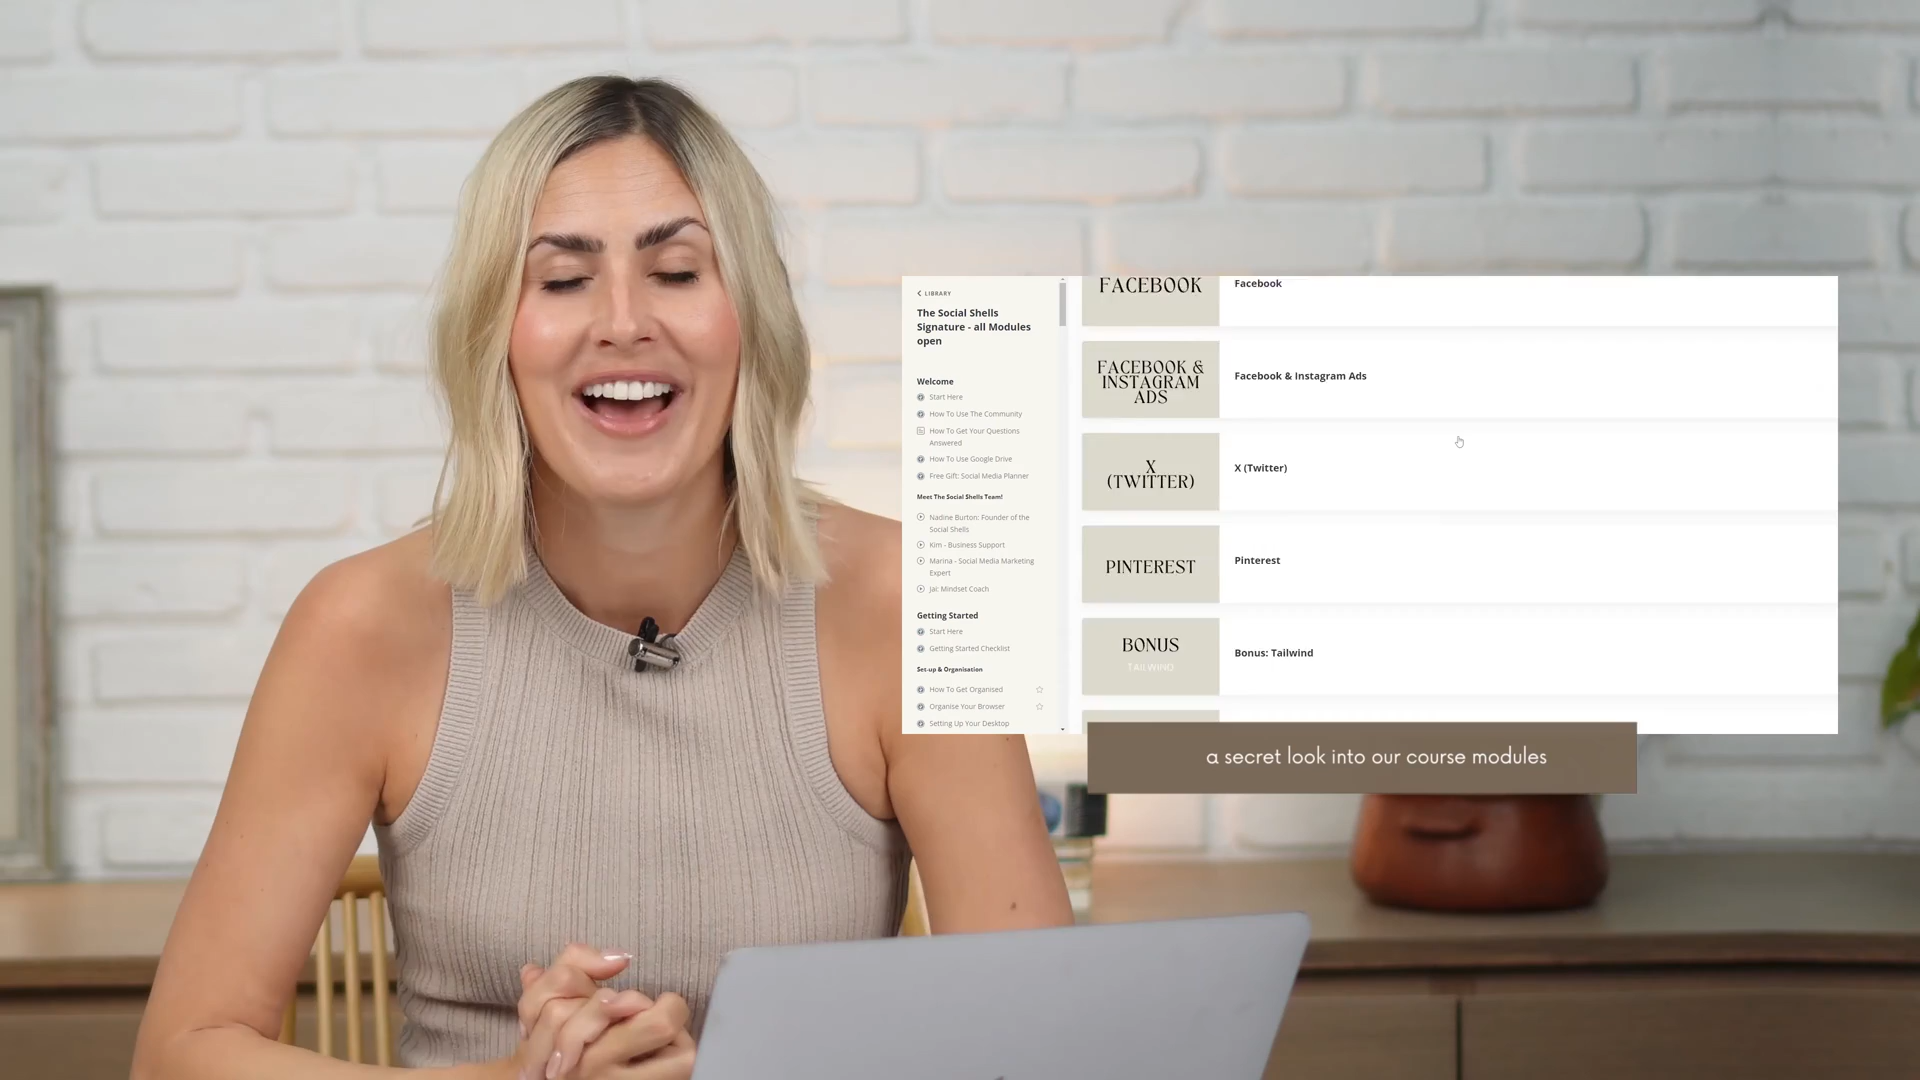 LIBRARY
The Social Shells
Signature - all Modules
open
Welcome
Start Here
How To Use The Community
How To Get Your Questions
Answered
How To Use Google Drive
Free Gift: Social Media Planner
Meet The Social Shells Team!
Nadine Burton: Founder of the
Social Shells
Kim - Business Support
Marina - Social Media Marketing
Expert
Jai: Mindset Coach
Getting Started
Start Here
Getting Started Checklist
Set-up & Organisation
How To Get Organised
Organise Your Browser
Setting Up Your Desktop
FACEBOOK
Facebook
FACEBOOK &
INSTAGRAM
ADS
Facebook & Instagram Ads
X
(TWITTER)
X (Twitter)
PINTEREST
Pinterest
BONUS
TAILWIND
Bonus: Tailwind
a secret look into our course modules